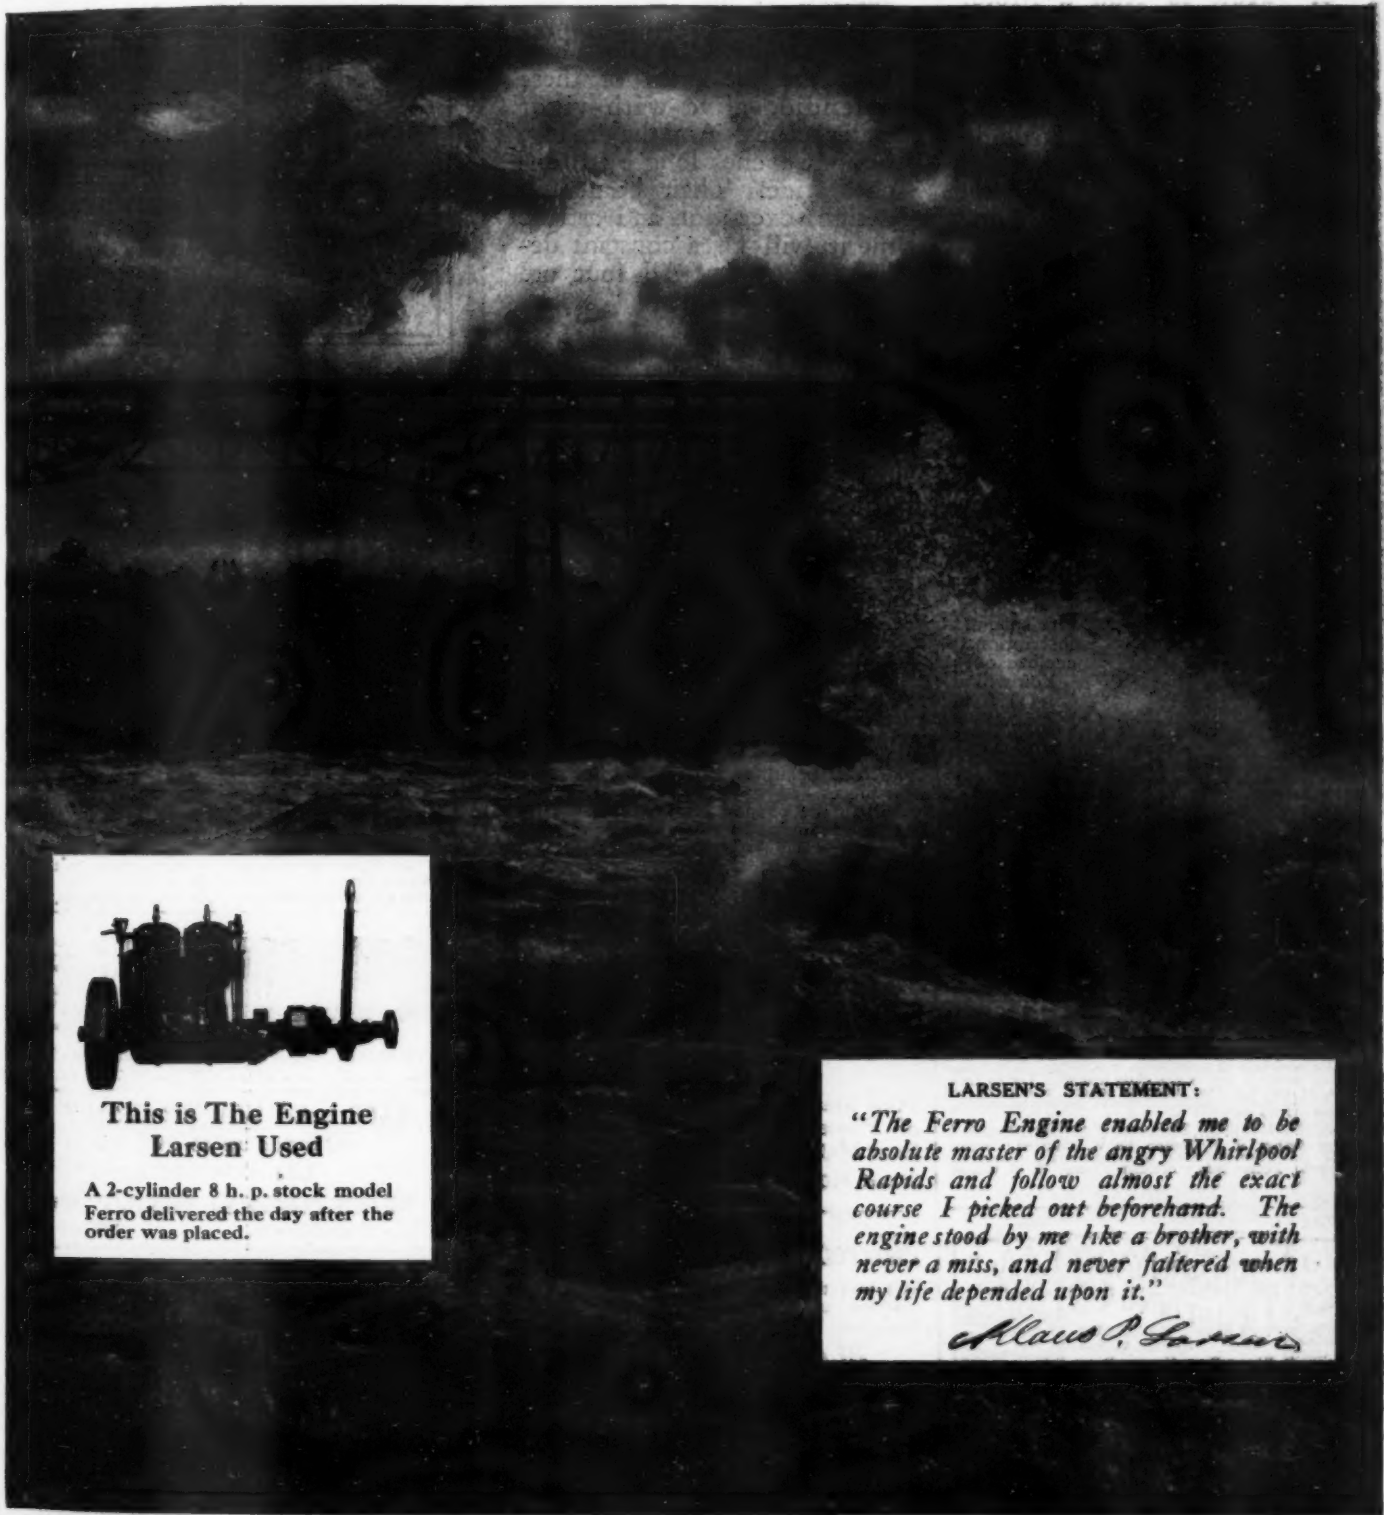 This is The Engine
Larsen Used
A 2-cylinder 8 h. p. stock model
Ferro delivered the day after the
order was placed.
LARSEN'S STATEMENT:
"The Ferro Engine enabled me to be
absolute master of the angry Whirlpool
Rapids and follow almost the exact
course I picked out beforehand. The
engine stood by me like a brother, with
never a miss, and never faltered when
my life depended upon it."
Klaus P. Larsen